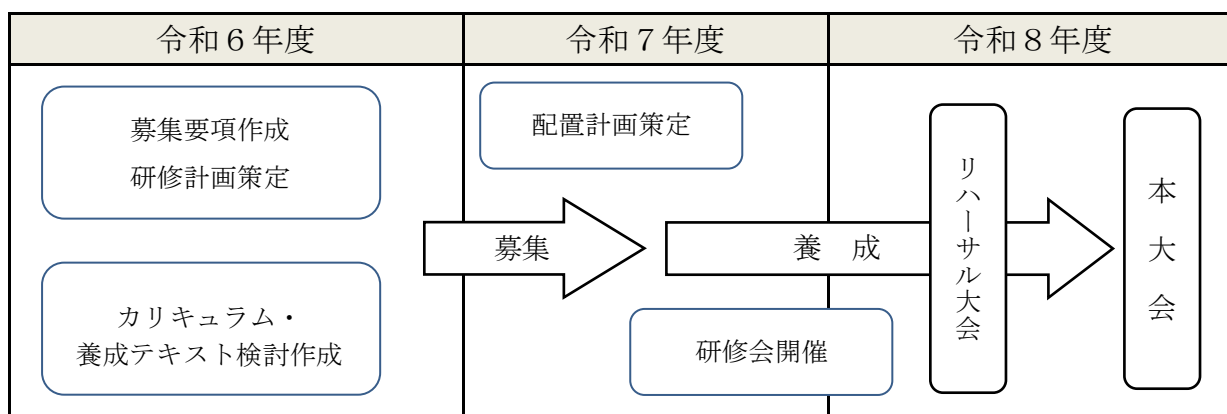 令和６年度
令和７年度
令和８年度
募集要項作成
研修計画策定
カリキュラム・
養成テキスト検討作成
配置計画策定
募集
養　成
研修会開催
リハーサル大会
本大会